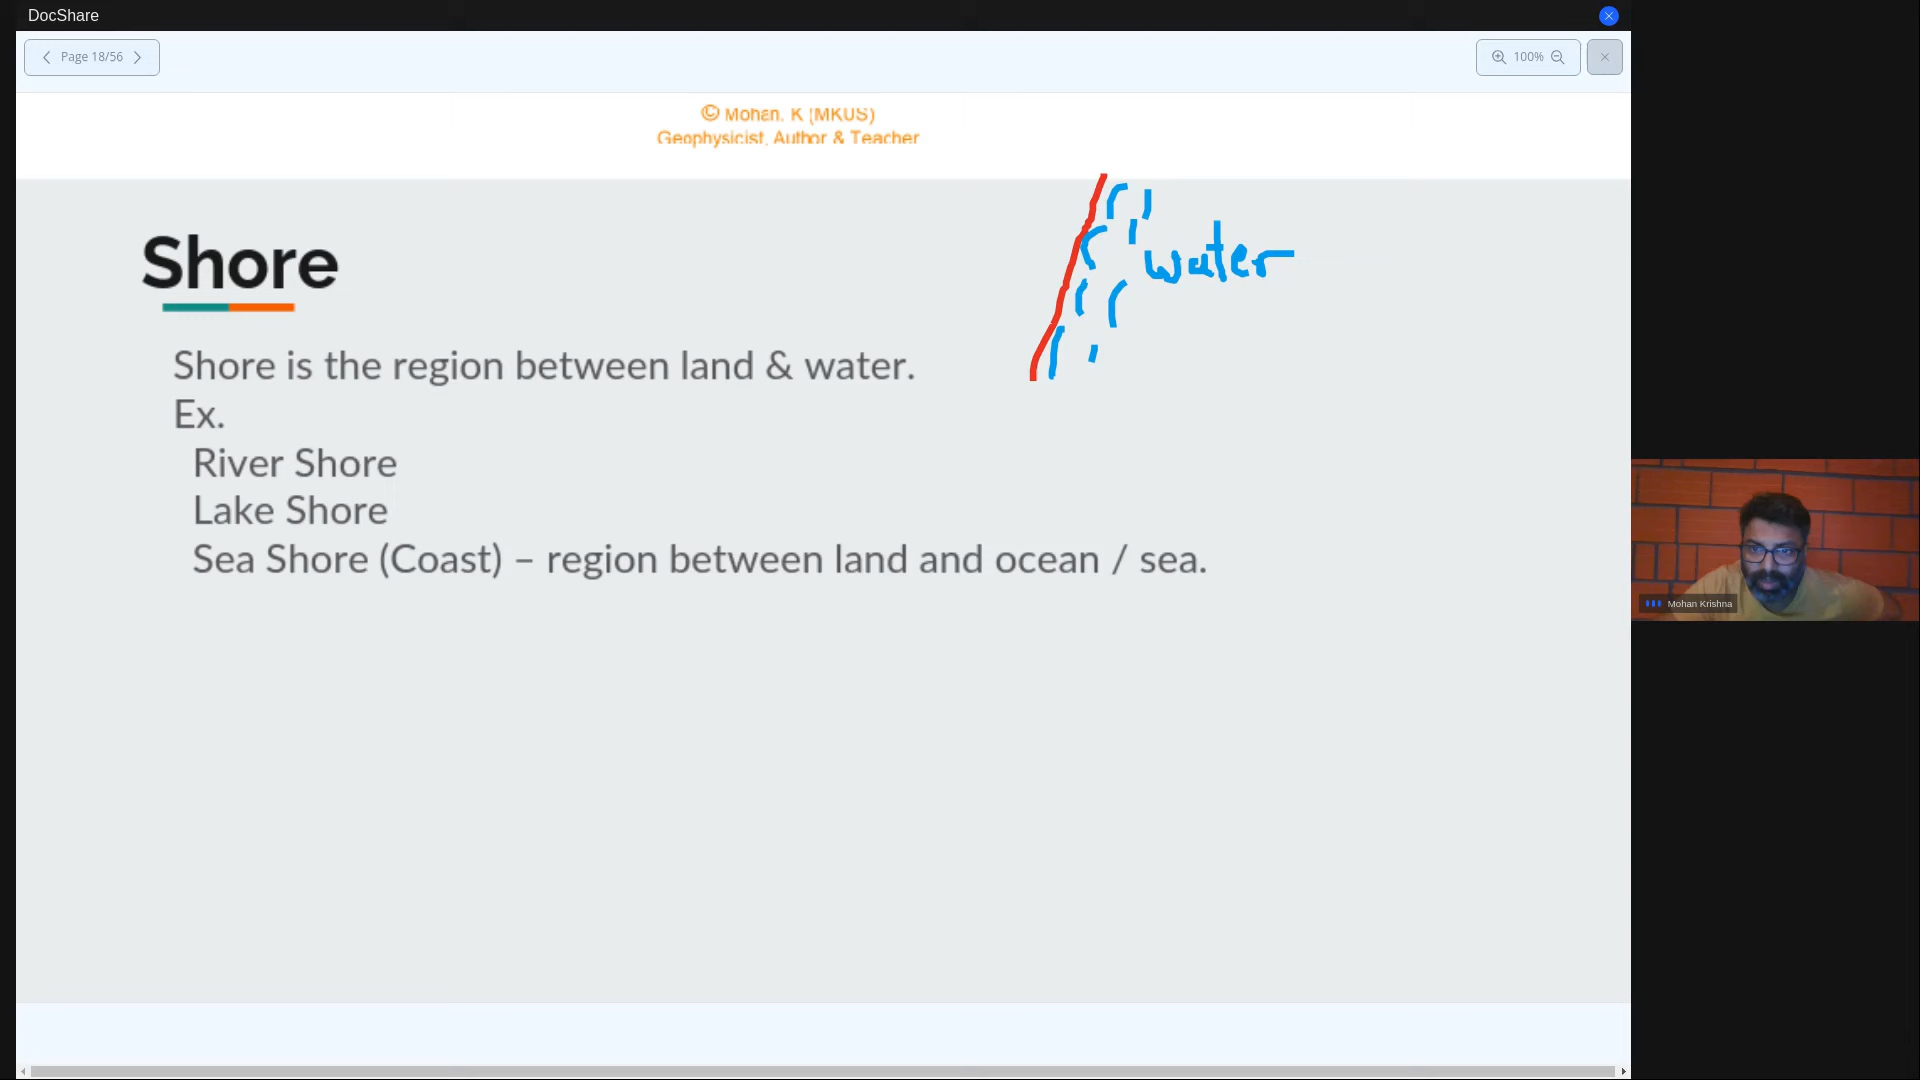 DocShare
Page 18/56
100%
© Mohan. K (MKUS)
Geophysicist, Author & Teacher
Shore
water
Shore is the region between land & water.
Ex.
River Shore
Lake Shore
Sea Shore (Coast) – region between land and ocean / sea.
Mohan Krishna